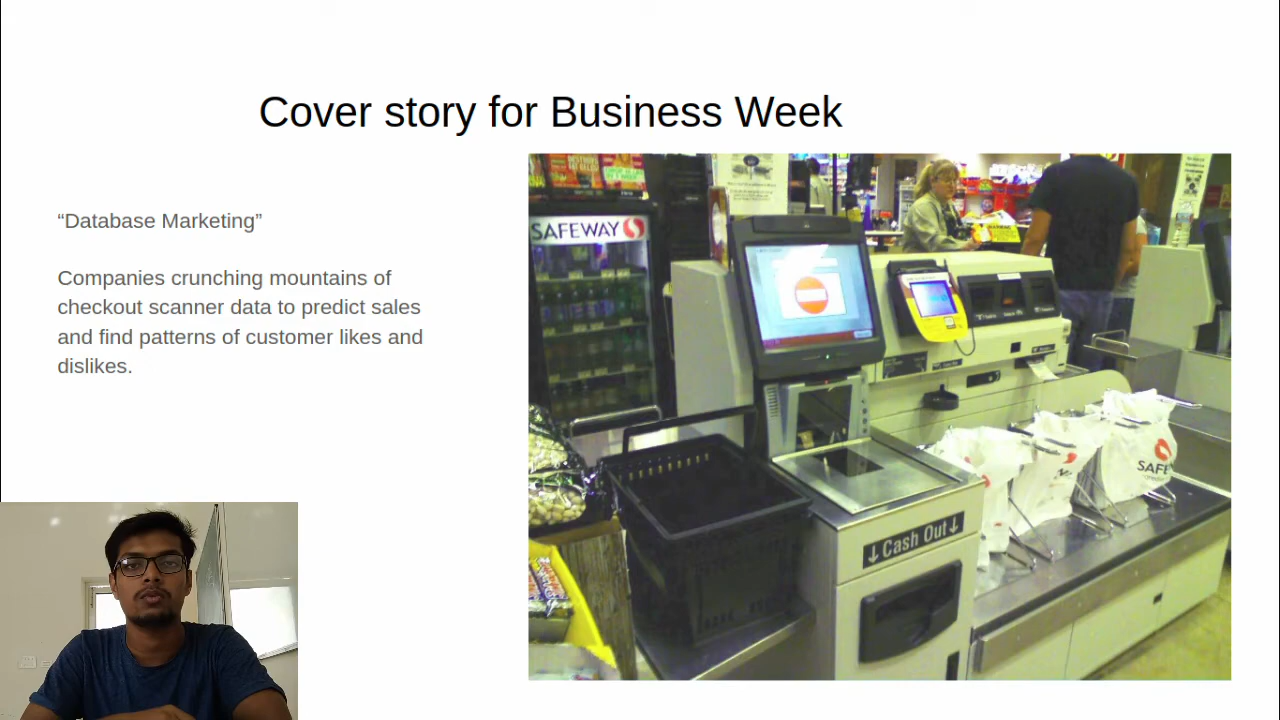 Cover story for Business Week
“Database Marketing”
Companies crunching mountains of
checkout scanner data to predict sales
and find patterns of customer likes and
dislikes.
SAFEWAY
↓Cash Out↓
SAFE